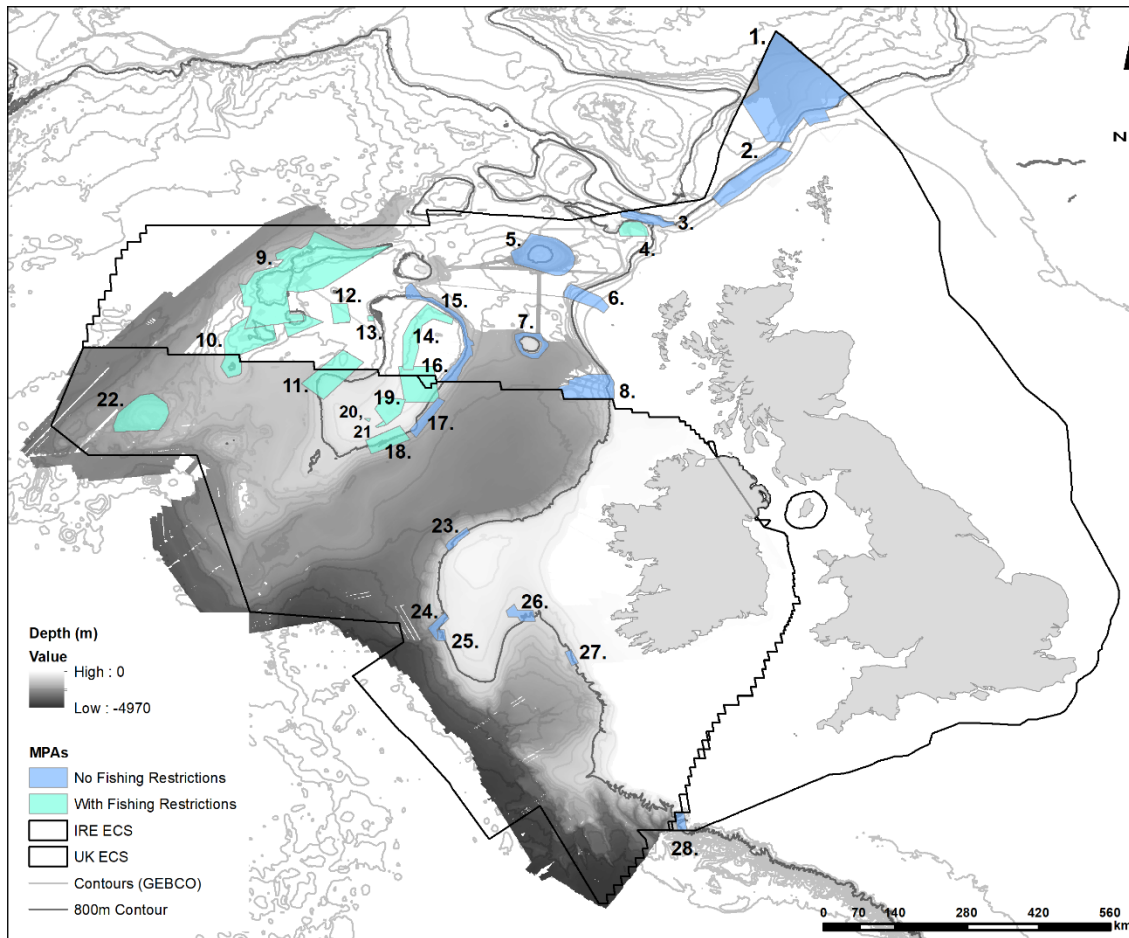 1.
2.
N
3.
5.
4.
9.
12.
15.
6.
13.
14.
7.
10.
16.
11.
8.
22.
19.
20,
21
17.
18.
23.
24.
25.
26.
27.
28.
Depth (m)
Value
High : 0
Low : -4970
MPAs
No Fishing Restrictions
With Fishing Restrictions
IRE ECS
UK ECS
Contours (GEBCO)
800m Contour
0 70 140 280 420 560
km